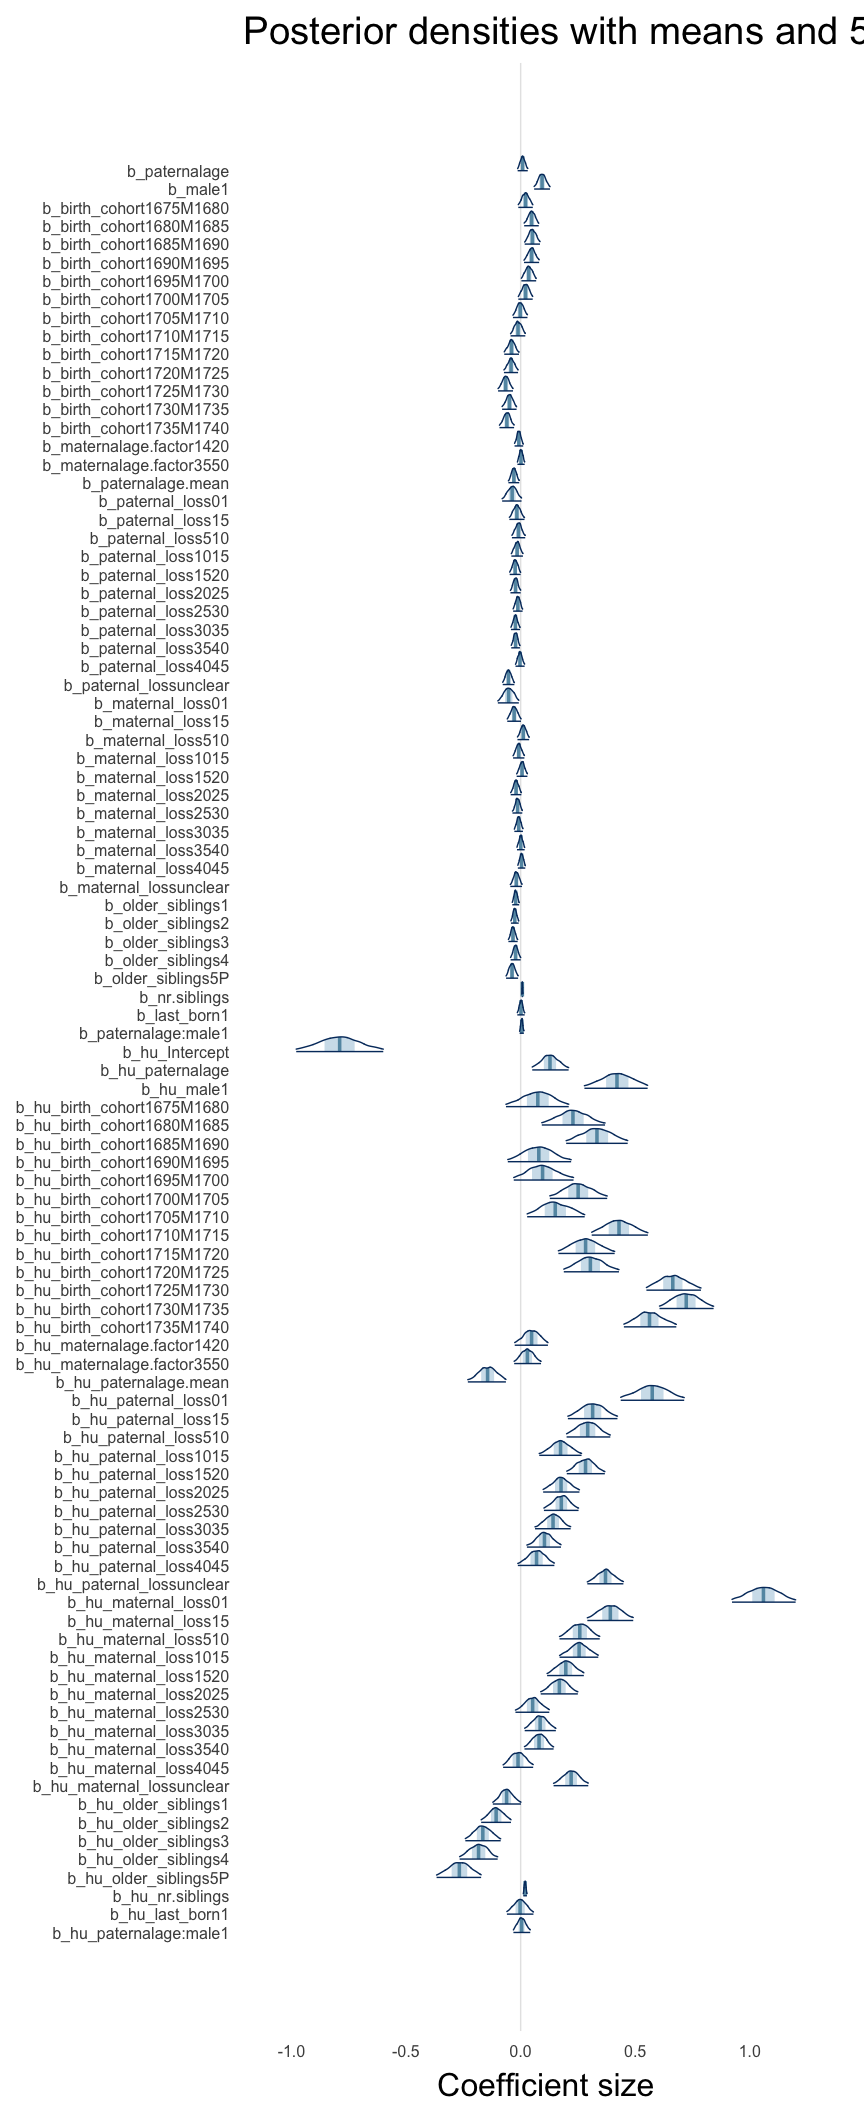 Posterior densities with means and 5
b_paternalage
b_male1
b_birth_cohort1675M1680
b_birth_cohort1680M1685
b_birth_cohort1685M1690
b_birth_cohort1690M1695
b_birth_cohort1695M1700
b_birth_cohort1700M1705
b_birth_cohort1705M1710
b_birth_cohort1710M1715
b_birth_cohort1715M1720
b_birth_cohort1720M1725
b_birth_cohort1725M1730
b_birth_cohort1730M1735
b_birth_cohort1735M1740
b_maternalage.factor1420
b_maternalage.factor3550
b_paternalage.mean
b_paternal_loss01
b_paternal_loss15
b_paternal_loss510
b_paternal_loss1015
b_paternal_loss1520
b_paternal_loss2025
b_paternal_loss2530
b_paternal_loss3035
b_paternal_loss3540
b_paternal_loss4045
b_paternal_lossunclear
b_maternal_loss01
b_maternal_loss15
b_maternal_loss510
b_maternal_loss1015
b_maternal_loss1520
b_maternal_loss2025
b_maternal_loss2530
b_maternal_loss3035
b_maternal_loss3540
b_maternal_loss4045
b_maternal_lossunclear
b_older_siblings1
b_older_siblings2
b_older_siblings3
b_older_siblings4
b_older_siblings5P
b_nr.siblings
b_last_born1
b_paternalage:male1
b_hu_Intercept
b_hu_paternalage
b_hu_male1
b_hu_birth_cohort1675M1680
b_hu_birth_cohort1680M1685
b_hu_birth_cohort1685M1690
b_hu_birth_cohort1690M1695
b_hu_birth_cohort1695M1700
b_hu_birth_cohort1700M1705
b_hu_birth_cohort1705M1710
b_hu_birth_cohort1710M1715
b_hu_birth_cohort1715M1720
b_hu_birth_cohort1720M1725
b_hu_birth_cohort1725M1730
b_hu_birth_cohort1730M1735
b_hu_birth_cohort1735M1740
b_hu_maternalage.factor1420
b_hu_maternalage.factor3550
b_hu_paternalage.mean
b_hu_paternal_loss01
b_hu_paternal_loss15
b_hu_paternal_loss510
b_hu_paternal_loss1015
b_hu_paternal_loss1520
b_hu_paternal_loss2025
b_hu_paternal_loss2530
b_hu_paternal_loss3035
b_hu_paternal_loss3540
b_hu_paternal_loss4045
b_hu_paternal_lossunclear
b_hu_maternal_loss01
b_hu_maternal_loss15
b_hu_maternal_loss510
b_hu_maternal_loss1015
b_hu_maternal_loss1520
b_hu_maternal_loss2025
b_hu_maternal_loss2530
b_hu_maternal_loss3035
b_hu_maternal_loss3540
b_hu_maternal_loss4045
b_hu_maternal_lossunclear
b_hu_older_siblings1
b_hu_older_siblings2
b_hu_older_siblings3
b_hu_older_siblings4
b_hu_older_siblings5P
b_hu_nr.siblings
b_hu_last_born1
b_hu_paternalage:male1
-1.0 -0.5 0.0 0.5 1.0
Coefficient size